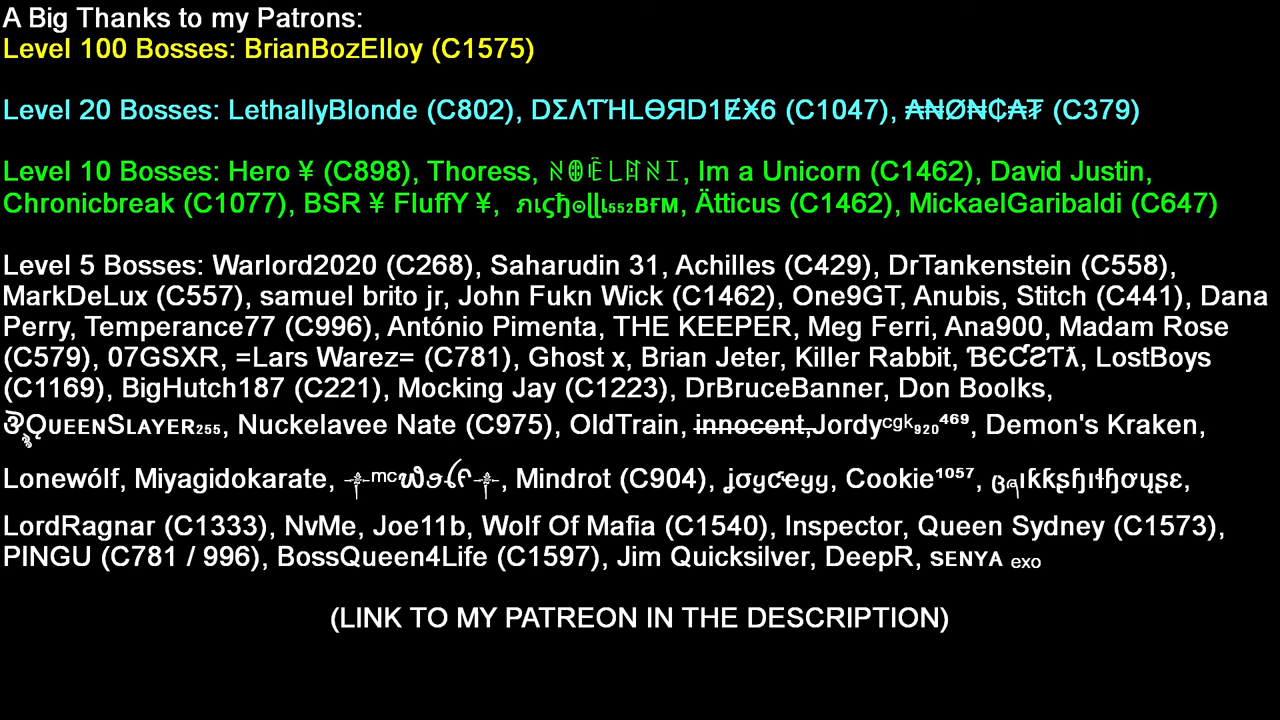 A Big Thanks to my Patrons:
Level 100 Bosses: BrianBozElloy (C1575)
Level 20 Bosses: LethallyBlonde (C802), DΣΛƬΉLӨЯD1ɆӾ6 (C1047), ₳₦Ø₦₵₳₮ (C379)
Level 10 Bosses: Hero ¥ (C898), Thoress, Im a Unicorn (C1462), David Justin,
Chronicbreak (C1077), BSR ¥ FluffY ¥, Ätticus (C1462), MickaelGaribaldi (C647)
Level 5 Bosses: Warlord2020 (C268), Saharudin 31, Achilles (C429), DrTankenstein (C558),
MarkDeLux (C557), samuel brito jr, John Fukn Wick (C1462), One9GT, Anubis, Stitch (C441), Dana
Perry, Temperance77 (C996), António Pimenta, THE KEEPER, Meg Ferri, Ana900, Madam Rose
(C579), 07GSXR, =Lars Warez= (C781), Ghost x, Brian Jeter, Killer Rabbit, ƁЄƇƧƬƛ, LostBoys
(C1169), BigHutch187 (C221), Mocking Jay (C1223), DrBruceBanner, Don Boolks,
Qᴜᴇᴇɴ Sʟᴀʏᴇʀ₂₅₅, Nuckelavee Nate (C975), OldTrain, i̶n̶n̶o̶c̶e̶n̶t̶,̶Jordyᶜᵍᵏ₉₂₀⁴⁶⁹, Demon's Kraken,
Lonewólf, Miyagidokarate, Mindrot (C904), Cookie¹⁰⁵⁷,
LordRagnar (C1333), NvMe, Joe11b, Wolf Of Mafia (C1540), Inspector, Queen Sydney (C1573),
PINGU (C781 / 996), BossQueen4Life (C1597), Jim Quicksilver, DeepR, sᴇɴʏᴀ ₑₓₒ
(LINK TO MY PATREON IN THE DESCRIPTION)